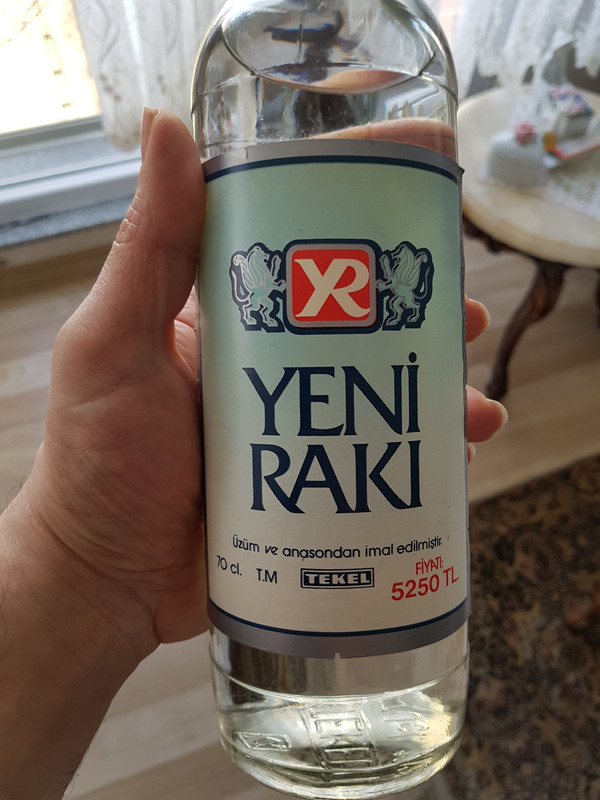 YR
YENİ
RAKI
Üzüm ve anasondan imal edilmiştir.
70 cl. T.M TEKEL FİYATI:
5250 TL.